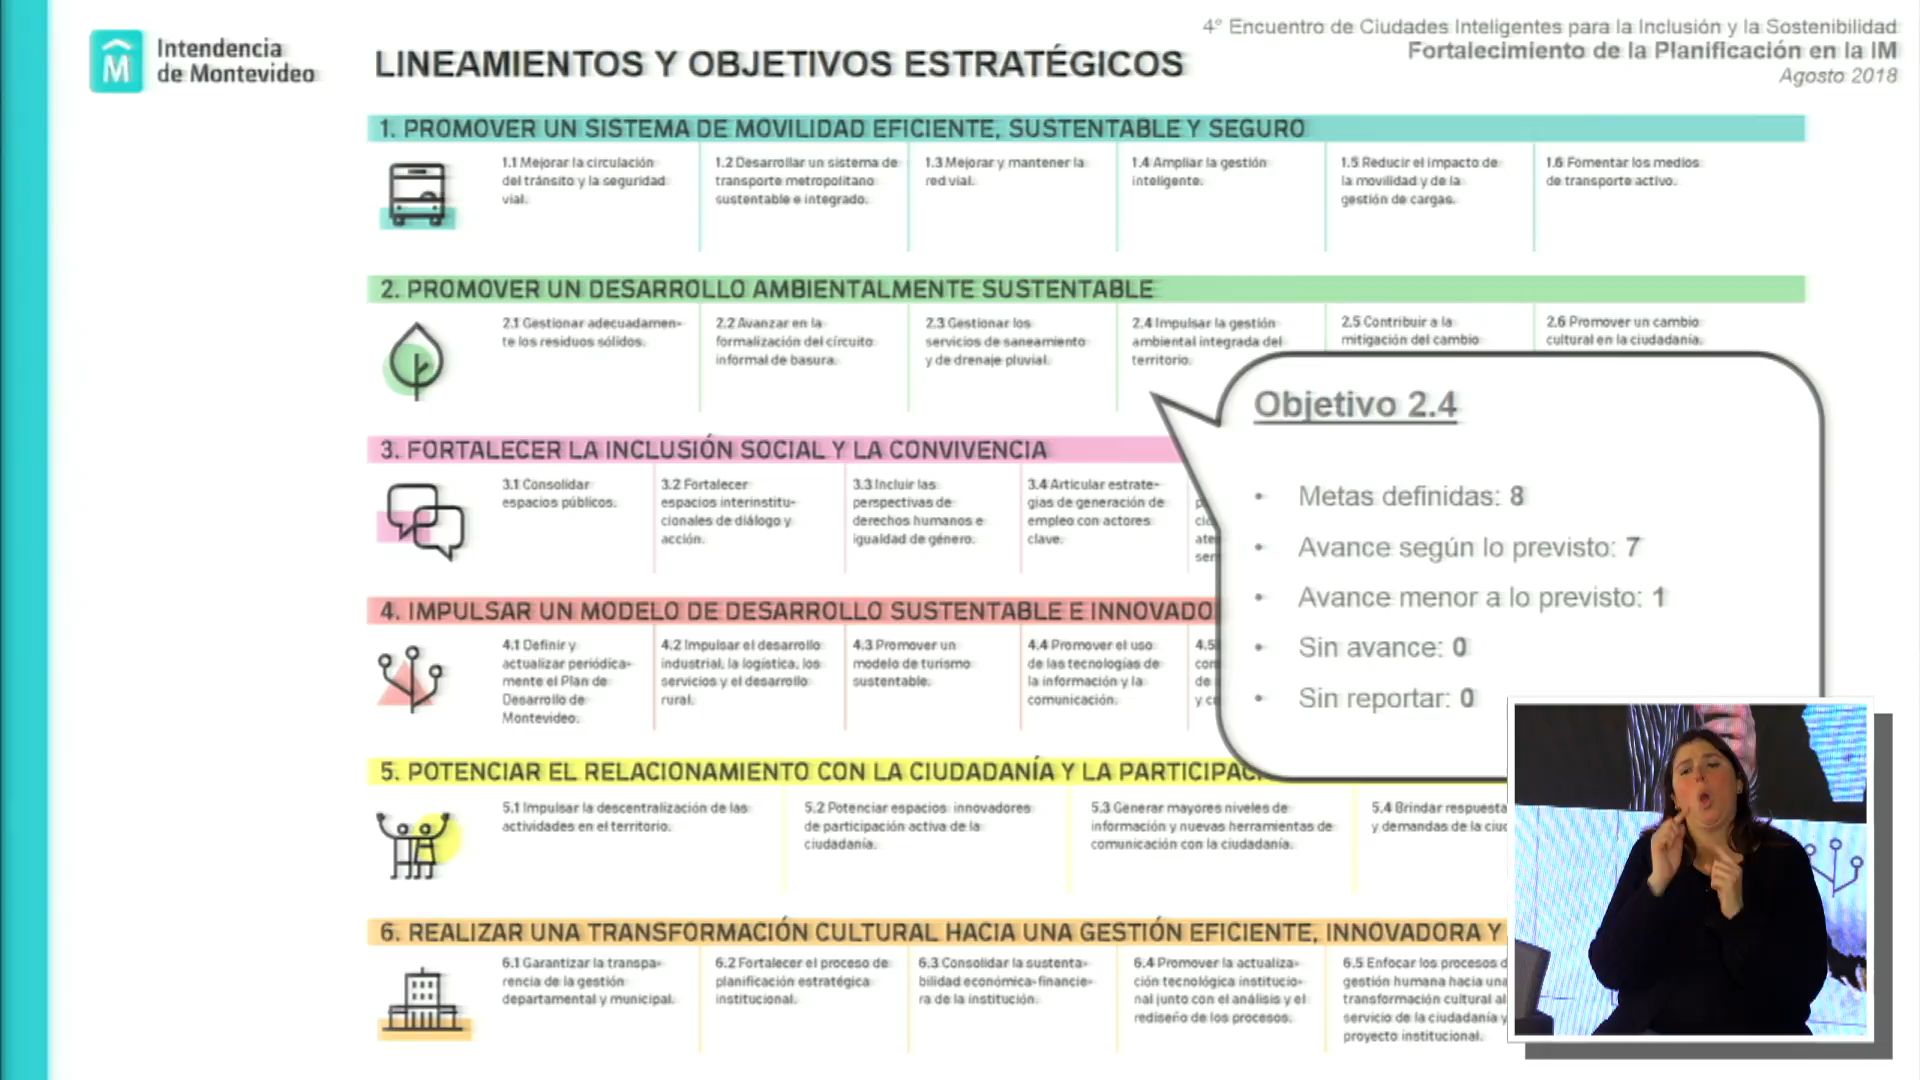 Intendencia
de Montevideo
LINEAMIENTOS Y OBJETIVOS ESTRATÉGICOS
4° Encuentro de Ciudades Inteligentes para la Inclusión y la Sostenibilidad
Fortalecimiento de la Planificación en la IM
Agosto 2018
1. PROMOVER UN SISTEMA DE MOVILIDAD EFICIENTE, SUSTENTABLE Y SEGURO
1.1 Mejorar la circulación
del tránsito y la seguridad
vial.
1.2 Desarrollar un sistema de
transporte metropolitano
sustentable e integrado.
1.3 Mejorar y mantener la
red vial.
1.4 Ampliar la gestión
inteligente.
1.5 Reducir el impacto de
la movilidad y de la
gestión de cargas.
1.6 Fomentar los medios
de transporte activo.
2. PROMOVER UN DESARROLLO AMBIENTALMENTE SUSTENTABLE
2.1 Gestionar adecuadamen-
te los residuos sólidos.
2.2 Avanzar en la
formalización del circuito
informal de basura.
2.3 Gestionar los
servicios de saneamiento
y de drenaje pluvial.
2.4 Impulsar la gestión
ambiental integrada del
territorio.
2.5 Contribuir a la
mitigación del cambio
2.6 Promover un cambio
cultural en la ciudadanía.
Objetivo 2.4
• Metas definidas: 8
• Avance según lo previsto: 7
• Avance menor a lo previsto: 1
• Sin avance: 0
• Sin reportar: 0
3. FORTALECER LA INCLUSIÓN SOCIAL Y LA CONVIVENCIA
3.1 Consolidar
espacios públicos.
3.2 Fortalecer
espacios interinstitu-
cionales de diálogo y
acción.
3.3 Incluir las
perspectivas de
derechos humanos e
igualdad de género.
3.4 Articular estrate-
gias de generación de
empleo con actores
clave.
4. IMPULSAR UN MODELO DE DESARROLLO SUSTENTABLE E INNOVADO
4.1 Definir y
actualizar periódica-
mente el Plan de
Desarrollo de
Montevideo.
4.2 Impulsar el desarrollo
industrial, la logística, los
servicios y el desarrollo
rural.
4.3 Promover un
modelo de turismo
sustentable.
4.4 Promover el uso
de las tecnologías de
la información y la
comunicación.
4.5
con
de
y c
5. POTENCIAR EL RELACIONAMIENTO CON LA CIUDADANÍA Y LA PARTICIPAC
5.1 Impulsar la descentralización de las
actividades en el territorio.
5.2 Potenciar espacios innovadores
de participación activa de la
ciudadanía.
5.3 Generar mayores niveles de
información y nuevas herramientas de
comunicación con la ciudadanía.
5.4 Brindar respuesta
y demandas de la ciud
6. REALIZAR UNA TRANSFORMACIÓN CULTURAL HACIA UNA GESTIÓN EFICIENTE, INNOVADORA Y
6.1 Garantizar la transpa-
rencia de la gestión
departamental y municipal.
6.2 Fortalecer el proceso de
planificación estratégica
institucional.
6.3 Consolidar la sustenta-
bilidad económica-financie-
ra de la institución.
6.4 Promover la actualiza-
ción tecnológica institucio-
nal junto con el análisis y el
rediseño de los procesos.
6.5 Enfocar los procesos d
gestión humana hacia una
transformación cultural al
servicio de la ciudadanía y
proyecto institucional.